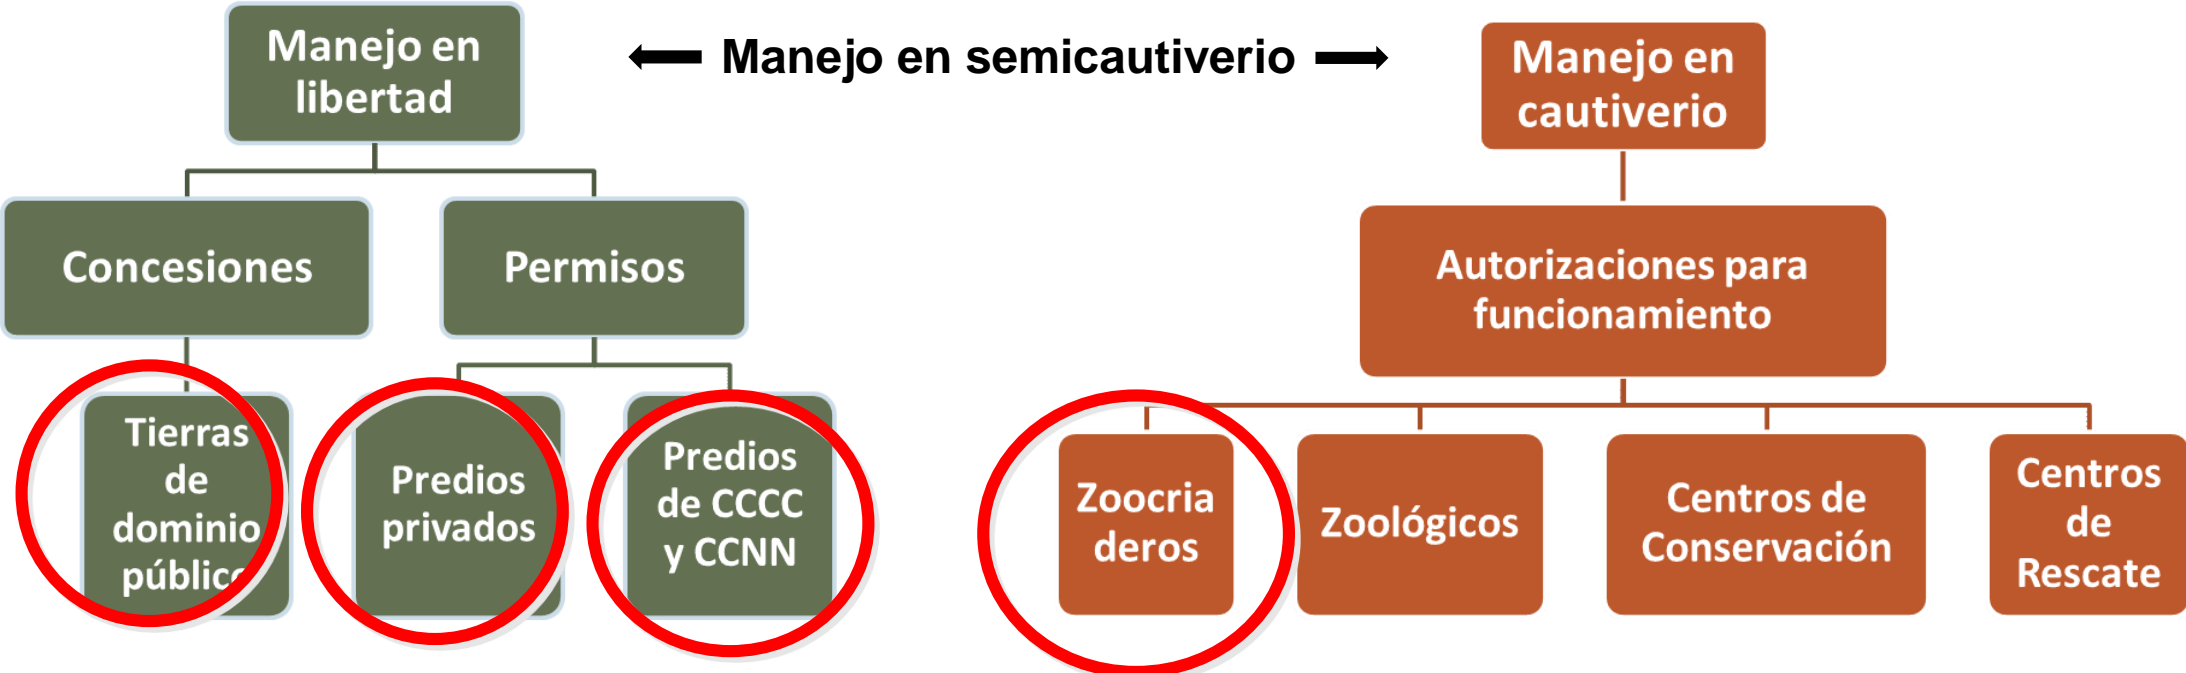 Manejo en
libertad
Manejo en semicautiverio
Manejo en
cautiverio
Concesiones
Permisos
Autorizaciones para
funcionamiento
Tierras
de
dominio
público
Predios
privados
Predios
de CCCC
y CCNN
Zoocria
deros
Zoológicos
Centros de
Conservación
Centros
de
Rescate